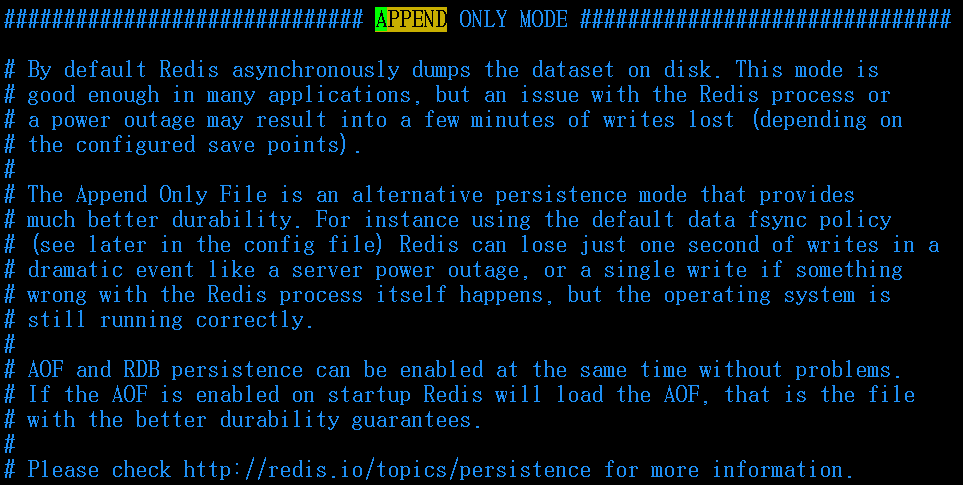 ############################## APPEND ONLY MODE ###############################

# By default Redis asynchronously dumps the dataset on disk. This mode is
# good enough in many applications, but an issue with the Redis process or
# a power outage may result into a few minutes of writes lost (depending on
# the configured save points).
#
# The Append Only File is an alternative persistence mode that provides
# much better durability. For instance using the default data fsync policy
# (see later in the config file) Redis can lose just one second of writes in a
# dramatic event like a server power outage, or a single write if something
# wrong with the Redis process itself happens, but the operating system is
# still running correctly.
#
# AOF and RDB persistence can be enabled at the same time without problems.
# If the AOF is enabled on startup Redis will load the AOF, that is the file
# with the better durability guarantees.
#
# Please check http://redis.io/topics/persistence for more information.